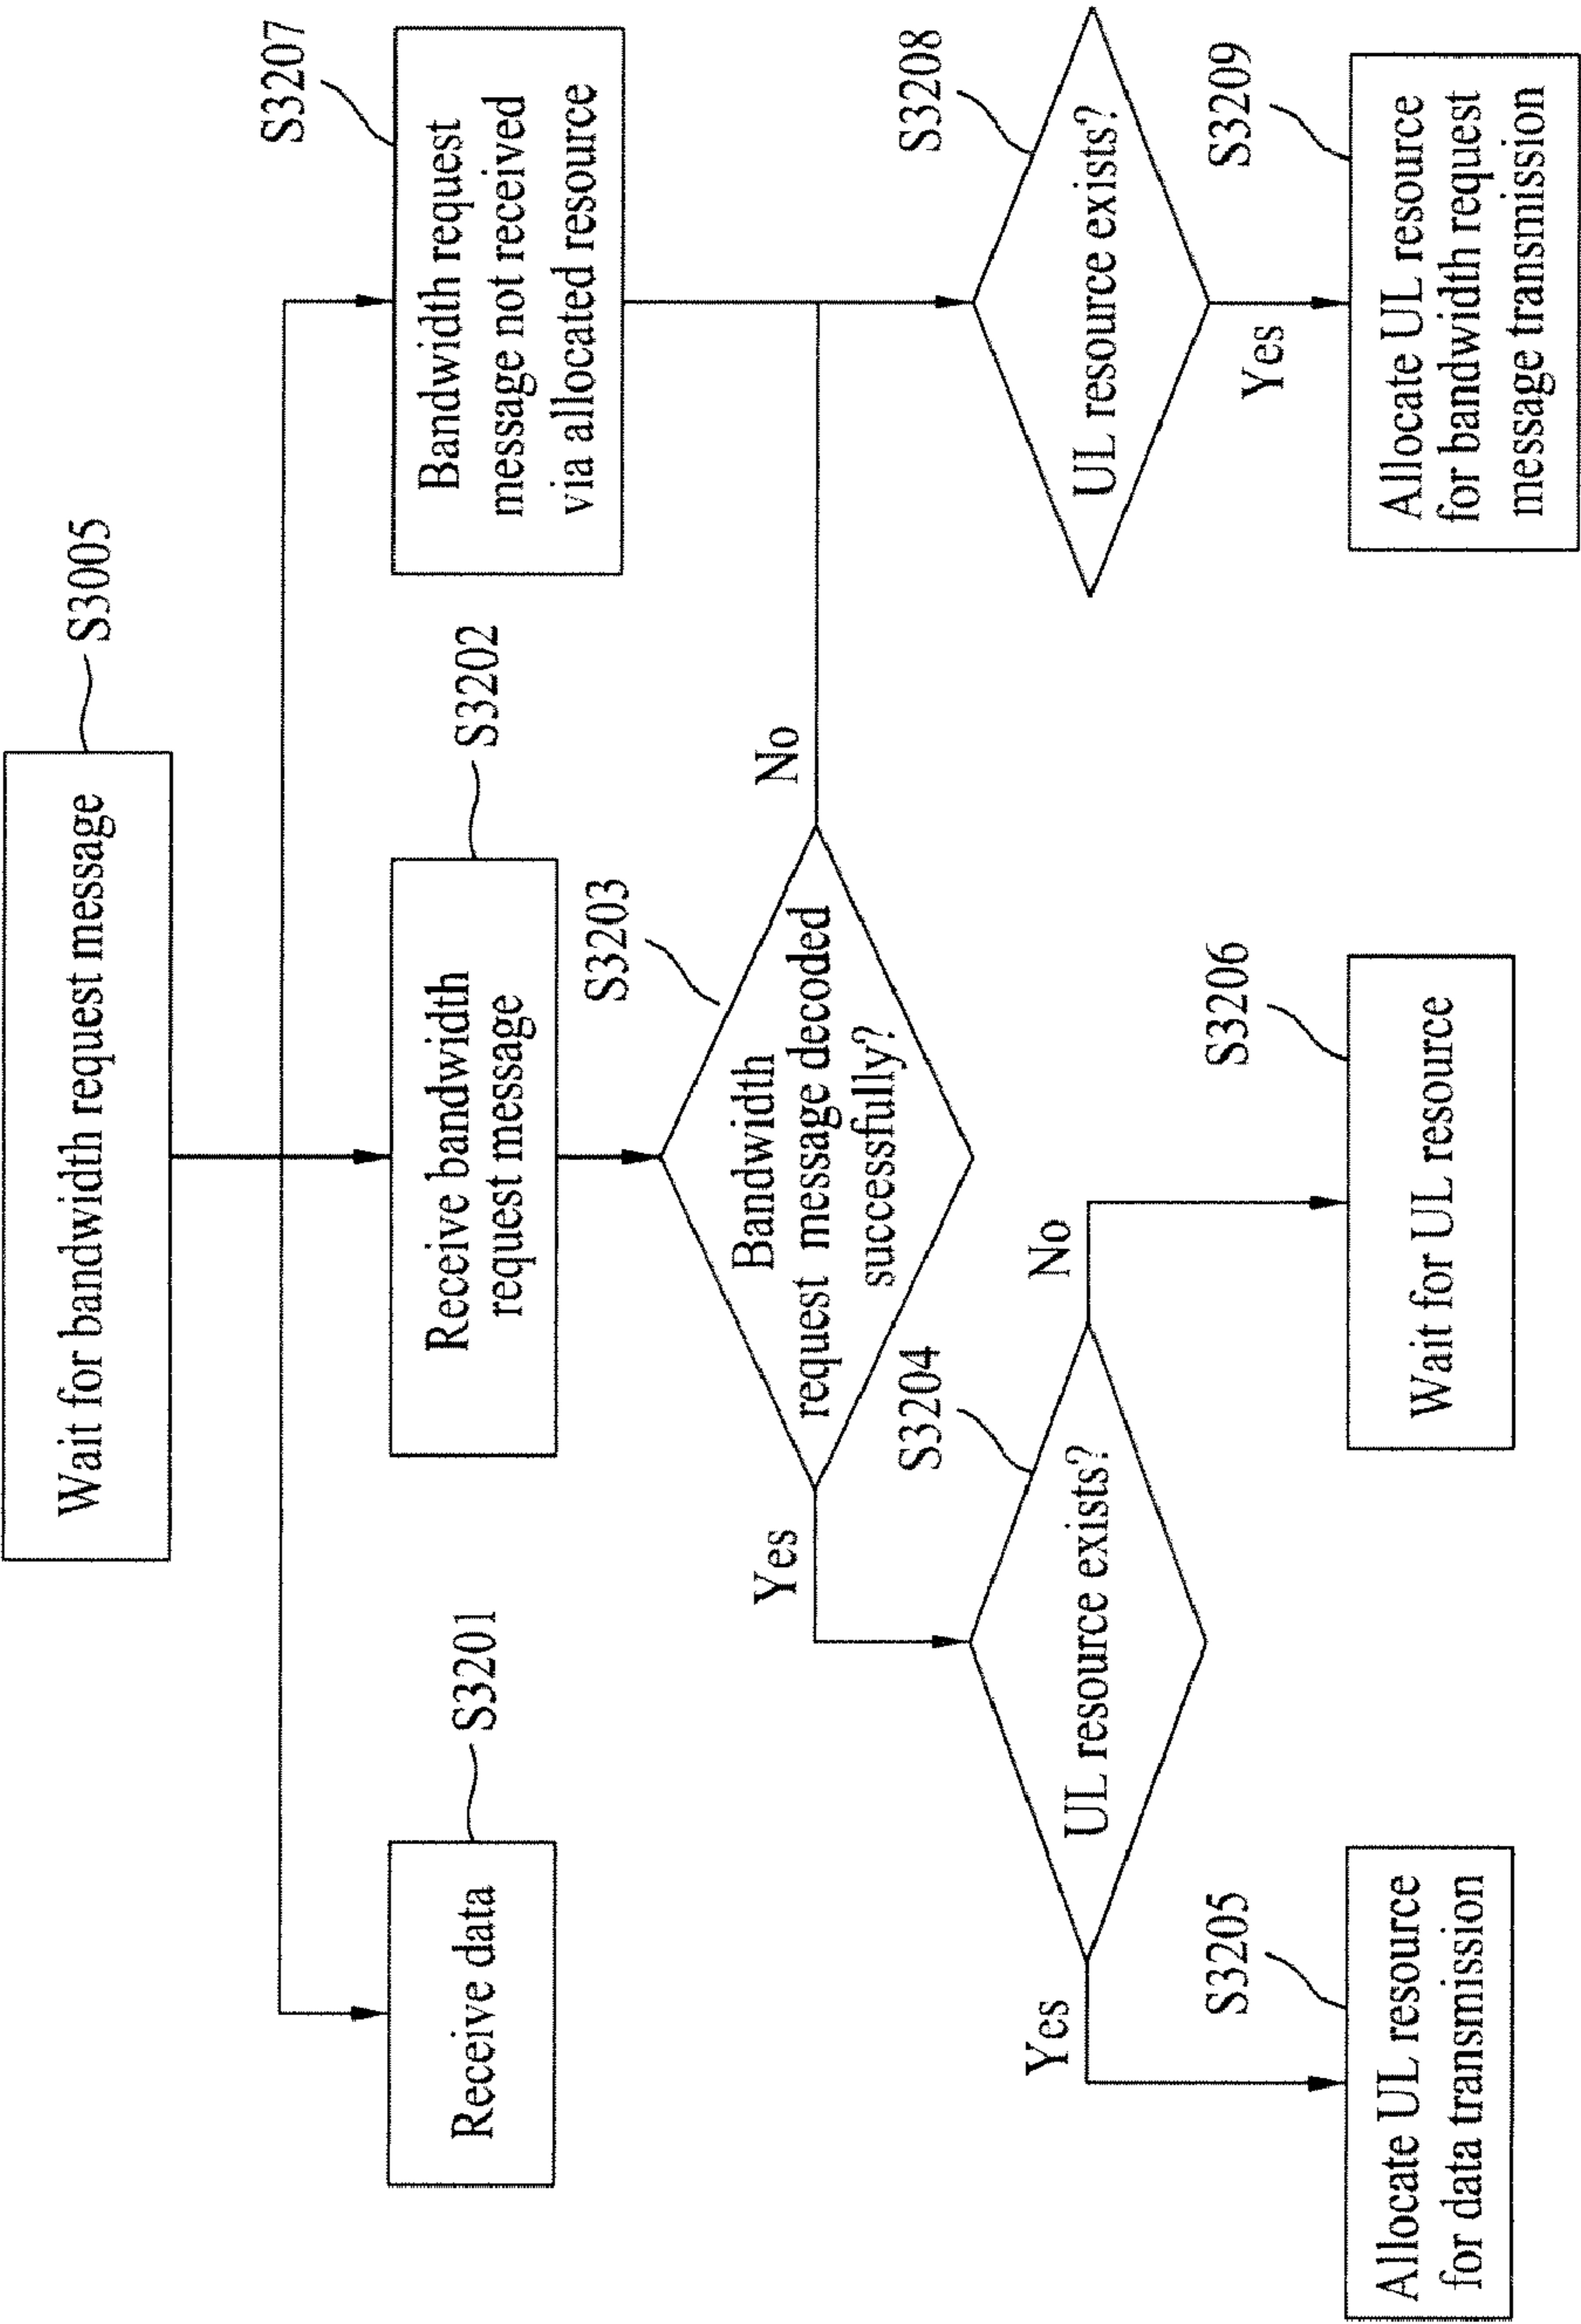 Wait for bandwidth request message
S3005
Receive data
S3201
Receive bandwidth
request message
S3202
Bandwidth request
message not received
via allocated resource
S3207
Bandwidth
request message decoded
successfully?
S3203
Yes
No
UL resource exists?
S3204
UL resource exists?
S3208
Yes
No
Yes
Allocate UL resource
for data transmission
S3205
Wait for UL resource
S3206
Allocate UL resource
for bandwidth request
message transmission
S3209